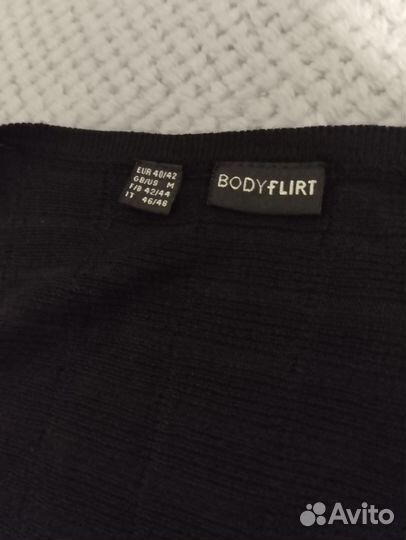 EUR 40/42
GB/US M
F/B 42/44
IT 46/48
BODYFLIRT
Avito